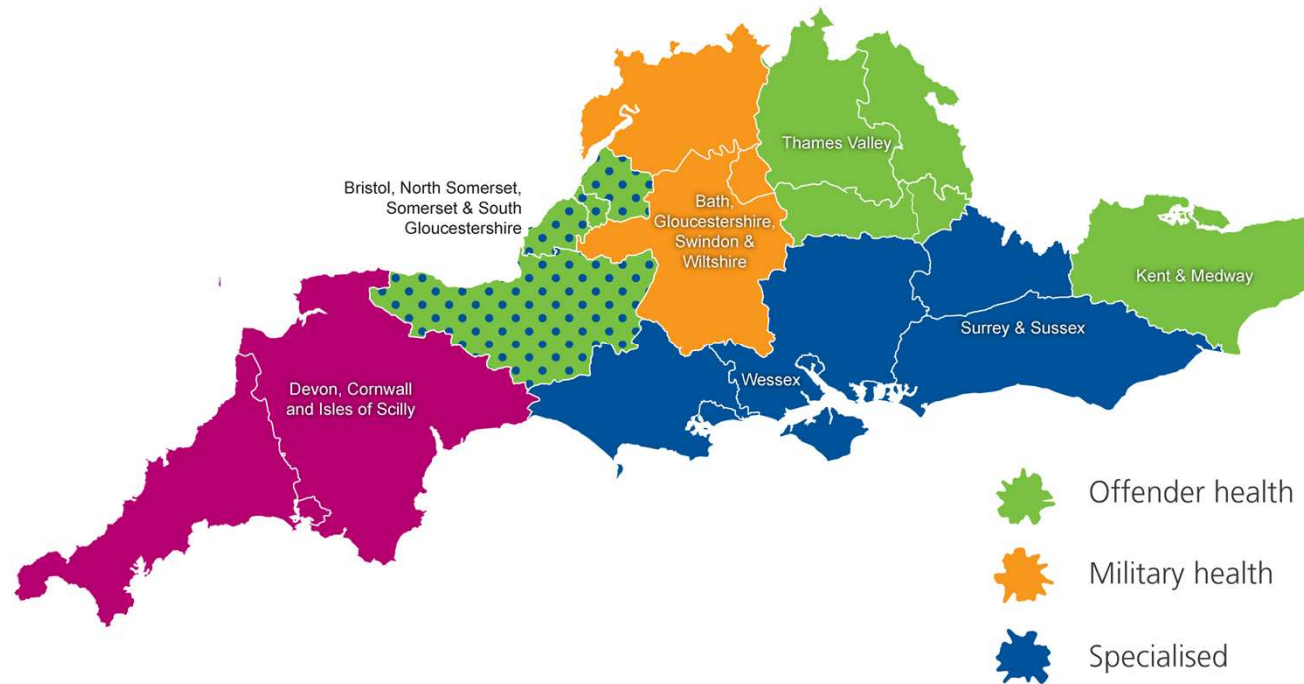 Thames Valley
Bristol, North Somerset,
Somerset & South
Gloucestershire
Bath,
Gloucestershire,
Swindon &
Wiltshire
Kent & Medway
Surrey & Sussex
Wessex
Devon, Cornwall
and Isles of Scilly
Offender health
Military health
Specialised